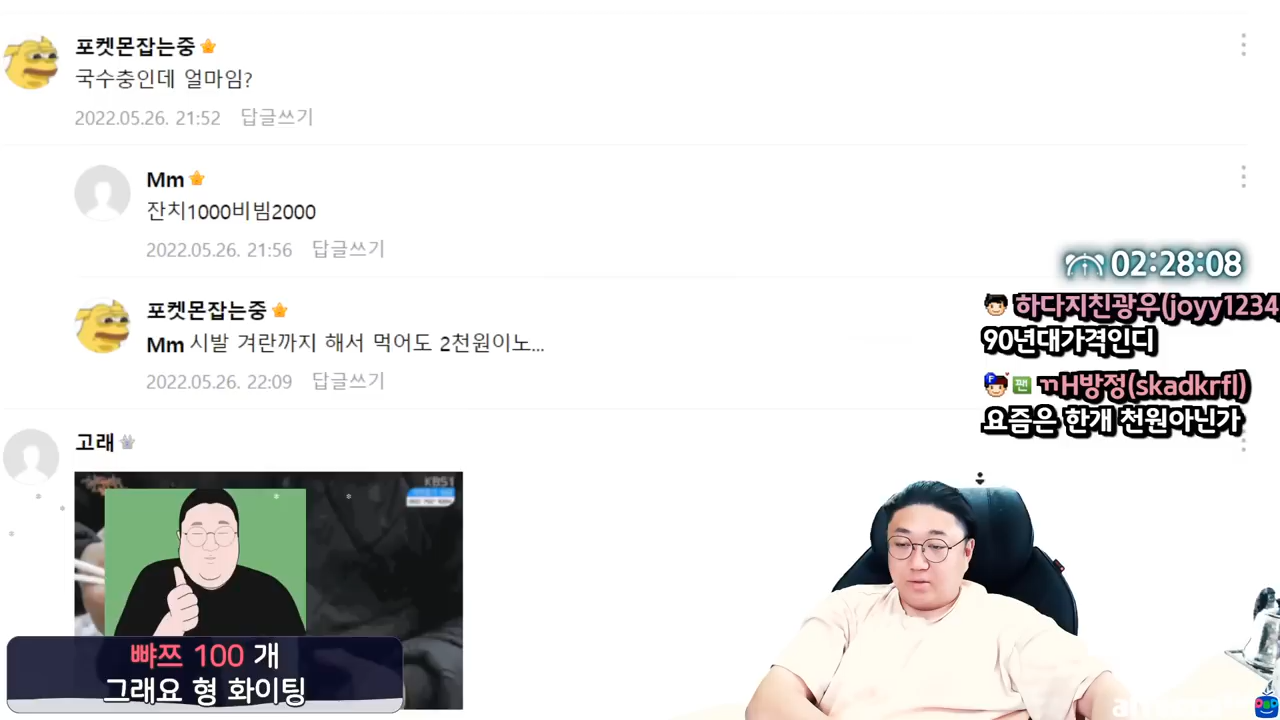 포켓몬잡는중
국수충인데 얼마임?
2022.05.26. 21:52 답글쓰기
Mm
잔치1000비빔2000
2022.05.26. 21:56 답글쓰기
포켓몬잡는중
Mm 시발 겨란까지 해서 먹어도 2천원이노...
2022.05.26. 22:09 답글쓰기
고래
KBS1
빠쯔 100 개
그래요 형 화이팅
02:28:08
하다지친광우(joyy1234
90년대가격인디
팬 ㅠH방정(skadkrfl)
요즘은 한개 천원아닌가